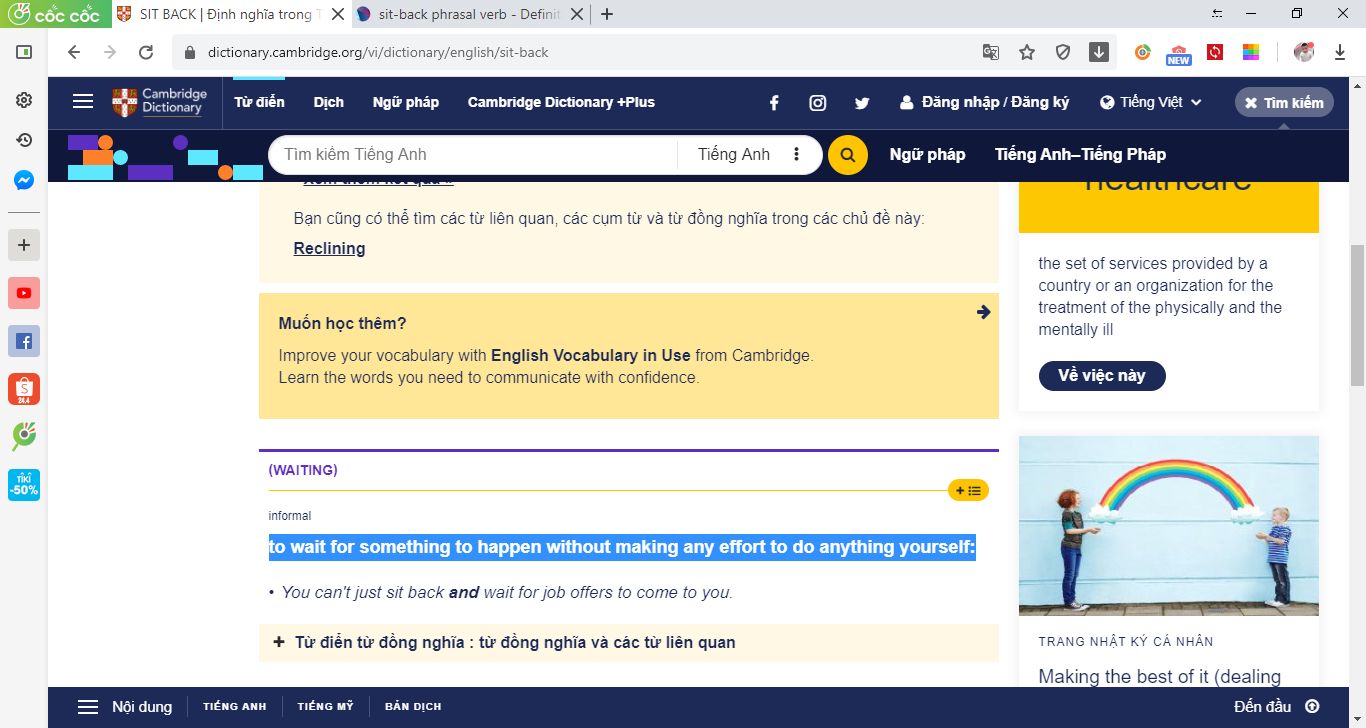 cốc cốc
SIT BACK | Định nghĩa trong T
sit-back phrasal verb - Definit
dictionary.cambridge.org/vi/dictionary/english/sit-back
NEW
Cambridge
Dictionary
Từ điển
Dịch
Ngữ pháp
Cambridge Dictionary +Plus
Đăng nhập / Đăng ký
Tiếng Việt
Tìm kiếm
Tìm kiếm Tiếng Anh
Tiếng Anh
Ngữ pháp
Tiếng Anh–Tiếng Pháp
Xem thêm kết quả »
Bạn cũng có thể tìm các từ liên quan, các cụm từ và từ đồng nghĩa trong các chủ đề này:
Reclining
Muốn học thêm?
Improve your vocabulary with English Vocabulary in Use from Cambridge.
Learn the words you need to communicate with confidence.
(WAITING)
informal
to wait for something to happen without making any effort to do anything yourself:
• You can't just sit back and wait for job offers to come to you.
Từ điển từ đồng nghĩa : từ đồng nghĩa và các từ liên quan
healthcare
the set of services provided by a
country or an organization for the
treatment of the physically and the
mentally ill
Về việc này
TRANG NHẬT KÝ CÁ NHÂN
Making the best of it (dealing
S
24.4
TIKI
-50%
Nội dung
TIẾNG ANH
TIẾNG MỸ
BẢN DỊCH
Đến đầu